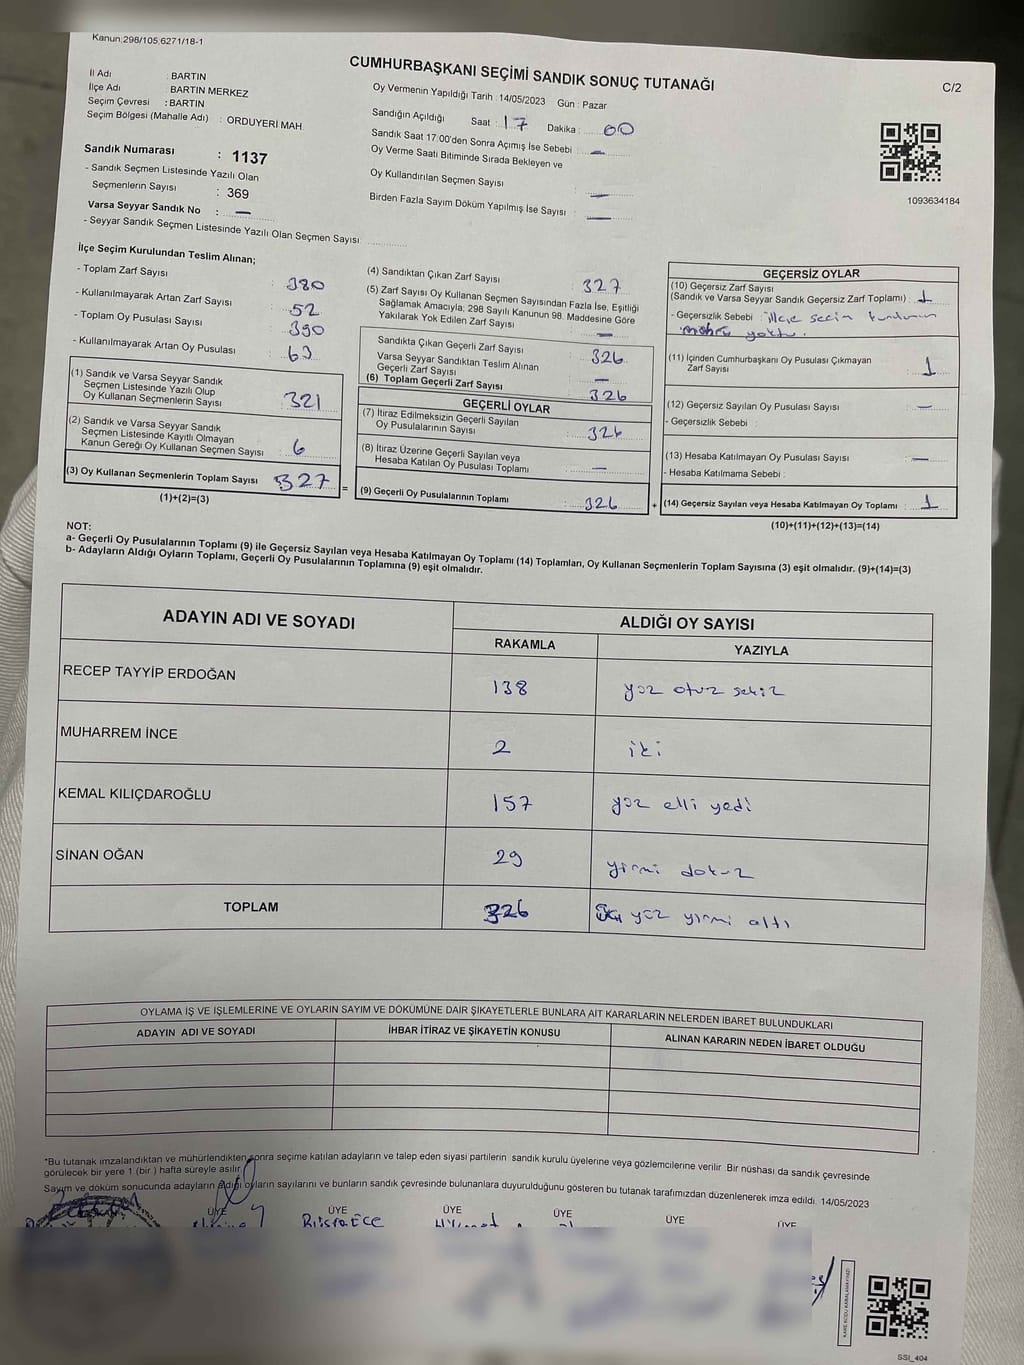 Kanun:298/105,6271/18-1
CUMHURBAŞKANI SEÇİMİ SANDIK SONUÇ TUTANAĞI
C/2
İl Adı : BARTIN
İlçe Adı : BARTIN MERKEZ
Seçim Çevresi : BARTIN
Seçim Bölgesi (Mahalle Adı) : ORDUYERİ MAH.
Sandık Numarası : 1137
- Sandık Seçmen Listesinde Yazılı Olan
Seçmenlerin Sayısı : 369
Varsa Seyyar Sandık No : —
- Seyyar Sandık Seçmen Listesinde Yazılı Olan Seçmen Sayısı:
Oy Vermenin Yapıldığı Tarih : 14/05/2023 Gün : Pazar
Sandığın Açıldığı Saat : 17 Dakika : 00
Sandık Saat 17:00'den Sonra Açımış İse Sebebi : —
Oy Verme Saati Bitiminde Sırada Bekleyen ve
Oy Kullandırılan Seçmen Sayısı : —
Birden Fazla Sayım Döküm Yapılmış İse Sayısı : —
1093634184
İlçe Seçim Kurulundan Teslim Alınan;
- Toplam Zarf Sayısı : 380
- Kullanılmayarak Artan Zarf Sayısı : 52
- Toplam Oy Pusulası Sayısı : 390
- Kullanılmayarak Artan Oy Pusulası : 63
(1) Sandık ve Varsa Seyyar Sandık
Seçmen Listesinde Yazılı Olup
Oy Kullanan Seçmenlerin Sayısı : 321
(2) Sandık ve Varsa Seyyar Sandık
Seçmen Listesinde Kayıtlı Olmayan
Kanun Gereği Oy Kullanan Seçmen Sayısı : 6
(3) Oy Kullanan Seçmenlerin Toplam Sayısı : 327
(1)+(2)=(3)
=
(4) Sandıktan Çıkan Zarf Sayısı : 327
(5) Zarf Sayısı Oy Kullanan Seçmen Sayısından Fazla İse, Eşitliği
Sağlamak Amacıyla; 298 Sayılı Kanunun 98. Maddesine Göre
Yakılarak Yok Edilen Zarf Sayısı : —
Sandıkta Çıkan Geçerli Zarf Sayısı : 326
Varsa Seyyar Sandıktan Teslim Alınan
Geçerli Zarf Sayısı : —
(6) Toplam Geçerli Zarf Sayısı : 326
GEÇERLİ OYLAR
(7) İtiraz Edilmeksizin Geçerli Sayılan
Oy Pusulalarının Sayısı : 326
(8) İtiraz Üzerine Geçerli Sayılan veya
Hesaba Katılan Oy Pusulası Toplamı : —
(9) Geçerli Oy Pusulalarının Toplamı : 326
+
GEÇERSİZ OYLAR
(10) Geçersiz Zarf Sayısı
(Sandık ve Varsa Seyyar Sandık Geçersiz Zarf Toplamı) : 1
- Geçersizlik Sebebi : ilçe seçim kurulunun
mührü yoktu.
(11) İçinden Cumhurbaşkanı Oy Pusulası Çıkmayan
Zarf Sayısı : 1
(12) Geçersiz Sayılan Oy Pusulası Sayısı : —
- Geçersizlik Sebebi :
(13) Hesaba Katılmayan Oy Pusulası Sayısı : —
- Hesaba Katılmama Sebebi :
(14) Geçersiz Sayılan veya Hesaba Katılmayan Oy Toplamı : 1
(10)+(11)+(12)+(13)=(14)
NOT:
a- Geçerli Oy Pusulalarının Toplamı (9) ile Geçersiz Sayılan veya Hesaba Katılmayan Oy Toplamı (14) Toplamları, Oy Kullanan Seçmenlerin Toplam Sayısına (3) eşit olmalıdır. (9)+(14)=(3)
b- Adayların Aldığı Oyların Toplamı, Geçerli Oy Pusulalarının Toplamına (9) eşit olmalıdır.
ADAYIN ADI VE SOYADI
ALDIĞI OY SAYISI
RAKAMLA YAZIYLA
RECEP TAYYİP ERDOĞAN 138 yüz otuz sekiz
MUHARREM İNCE 2 iki
KEMAL KILIÇDAROĞLU 157 yüz elli yedi
SİNAN OĞAN 29 yirmi dokuz
TOPLAM 326 yüz yirmi altı
OYLAMA İŞ VE İŞLEMLERİNE VE OYLARIN SAYIM VE DÖKÜMÜNE DAİR ŞİKAYETLERLE BUNLARA AİT KARARLARIN NELERDEN İBARET BULUNDUKLARI
ADAYIN ADI VE SOYADI İHBAR İTİRAZ VE ŞİKAYETİN KONUSU ALINAN KARARIN NEDEN İBARET OLDUĞU
*Bu tutanak imzalandıktan ve mühürlendikten sonra seçime katılan adayların ve talep eden siyasi partilerin sandık kurulu üyelerine veya gözlemcilerine verilir. Bir nüshası da sandık çevresinde
görülecek bir yere 1 (bir ) hafta süreyle asılır.
Sayım ve döküm sonucunda adayların aldığı oyların sayılarını ve bunların sandık çevresinde bulunanlara duyurulduğunu gösteren bu tutanak tarafımızdan düzenlenerek imza edildi. 14/05/2023
ÜYE ÜYE ÜYE ÜYE ÜYE ÜYE
KARE KODU KARALAMAYINIZ!
SSI_404